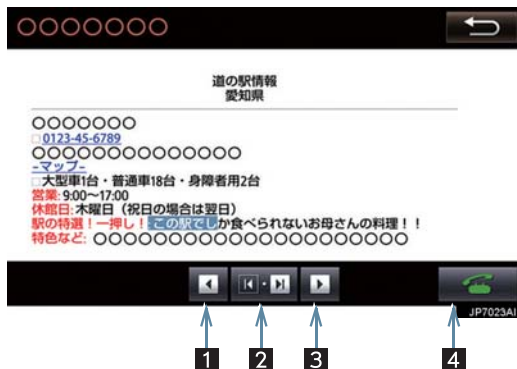 ○○○○○○○
道の駅情報
愛知県
○○○○○○○
□0123-45-6789
○○○○○○○○○○○○○○
-マップ-
□大型車1台・普通車18台・身障者用2台
営業: 9:00~17:00
休館日: 木曜日(祝日の場合は翌日)
駅の特選!一押し!: この駅でしか食べられないお母さんの料理!!
特色など: ○○○○○○○○○○○○○○○○○○○○○
JP7023AI
1 2 3 4